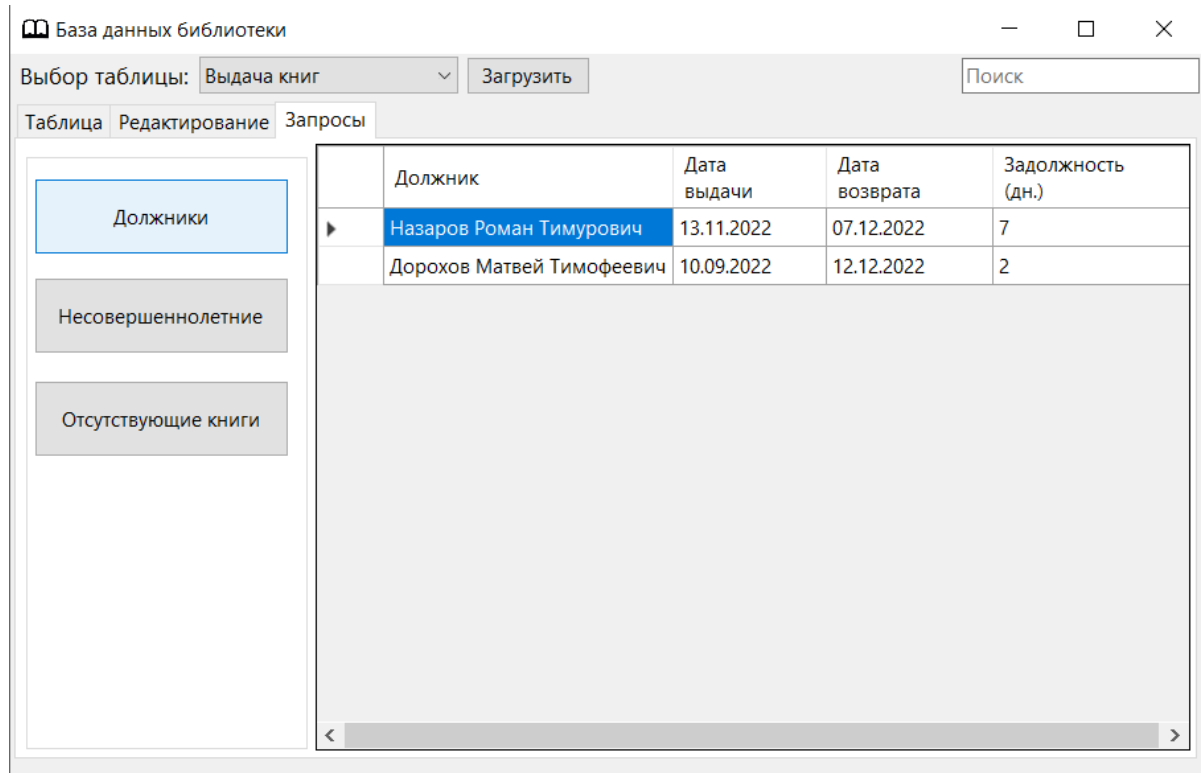 База данных библиотеки
Выбор таблицы: Выдача книг Загрузить Поиск
Таблица Редактирование Запросы
Должники
Несовершеннолетние
Отсутствующие книги
Должник Дата выдачи Дата возврата Задолжность (дн.)
Назаров Роман Тимурович 13.11.2022 07.12.2022 7
Дорохов Матвей Тимофеевич 10.09.2022 12.12.2022 2